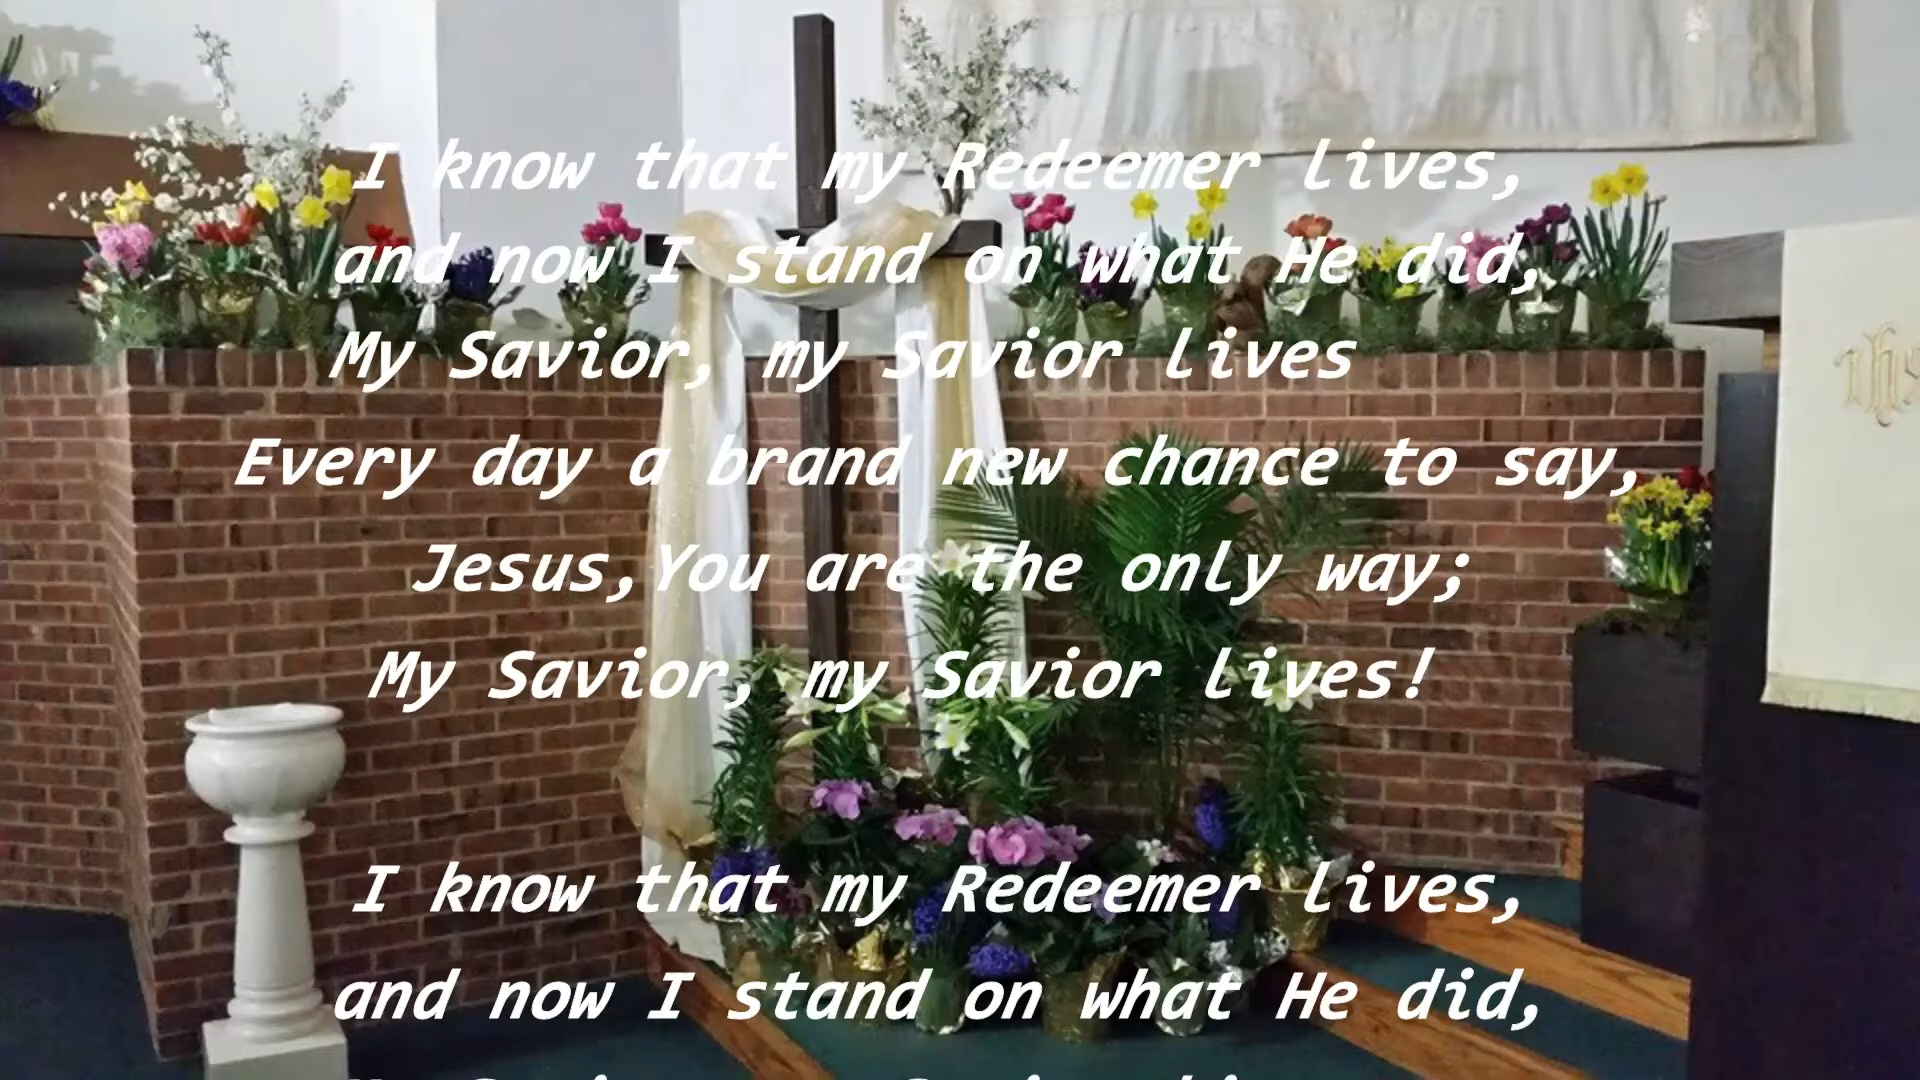 I know that my Redeemer lives,
and now I stand on what He did,
My Savior, my Savior lives
Every day a brand new chance to say,
Jesus,You are the only way;
My Savior, my Savior lives!
I know that my Redeemer lives,
and now I stand on what He did,
ihs